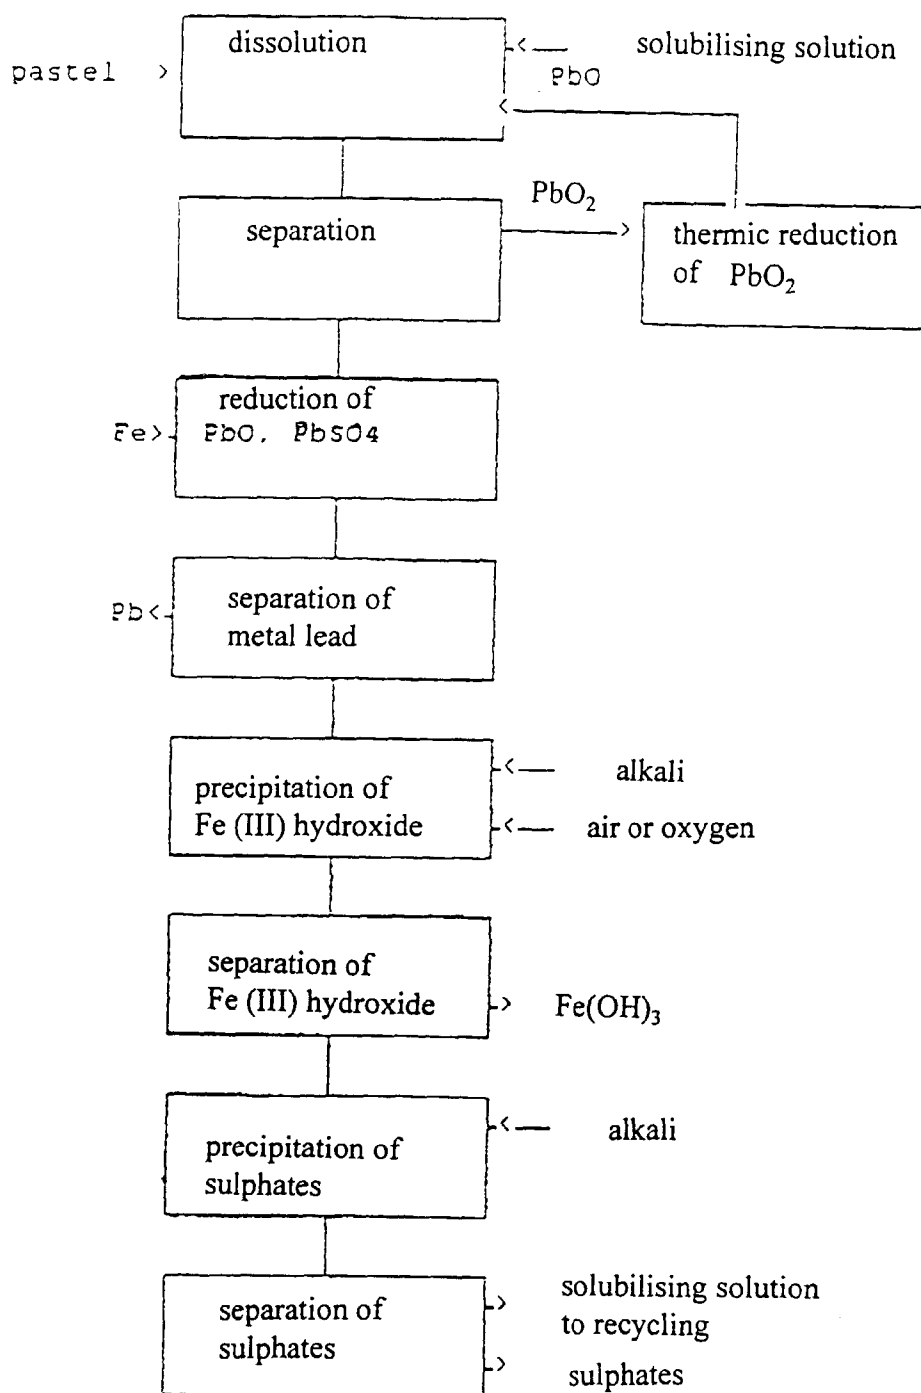 dissolution
solubilising solution
pastel >
PbO
PbO₂
separation
thermic reduction
of PbO₂
reduction of
PbO, PbSO4
Fe>
separation of
metal lead
Pb<
precipitation of
Fe (III) hydroxide
alkali
air or oxygen
separation of
Fe (III) hydroxide
Fe(OH)₃
precipitation of
sulphates
alkali
separation of
sulphates
solubilising solution
to recycling
sulphates